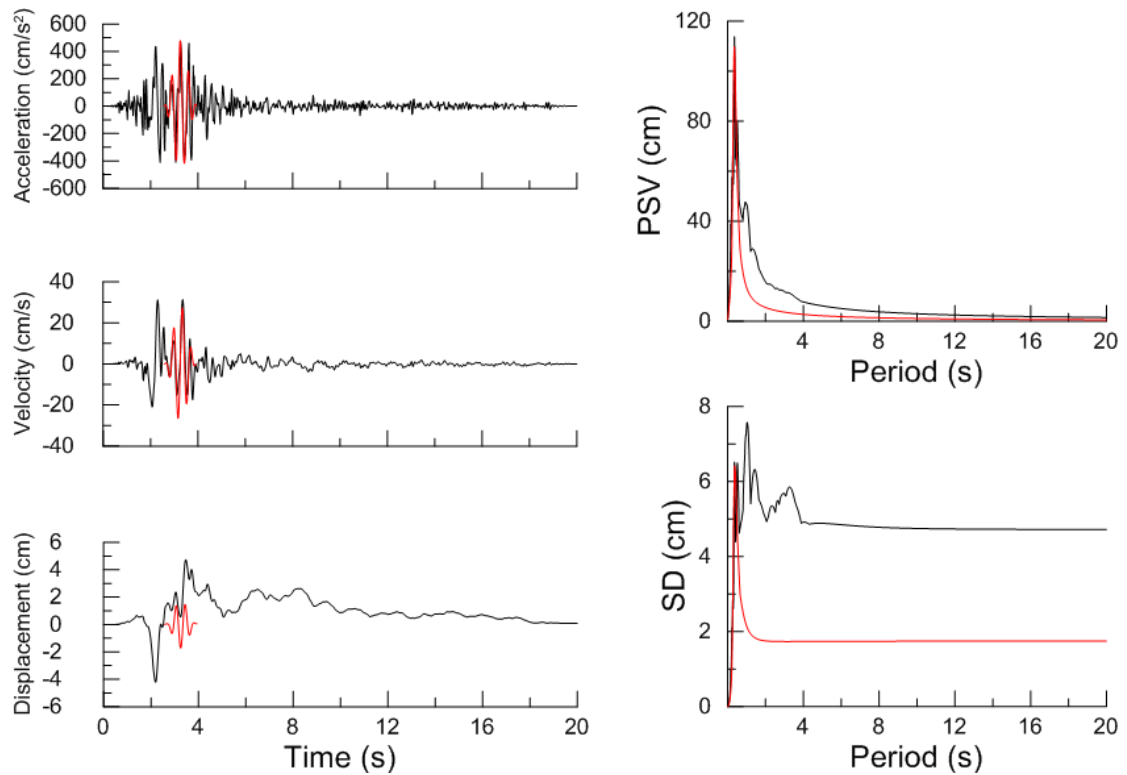 Acceleration (cm/s²)
600
400
200
0
-200
-400
-600
Velocity (cm/s)
40
20
0
-20
-40
Displacement (cm)
6
4
2
0
-2
-4
-6
0 4 8 12 16 20
Time (s)
PSV (cm)
120
80
40
0
4 8 12 16 20
Period (s)
SD (cm)
8
6
4
2
0
4 8 12 16 20
Period (s)